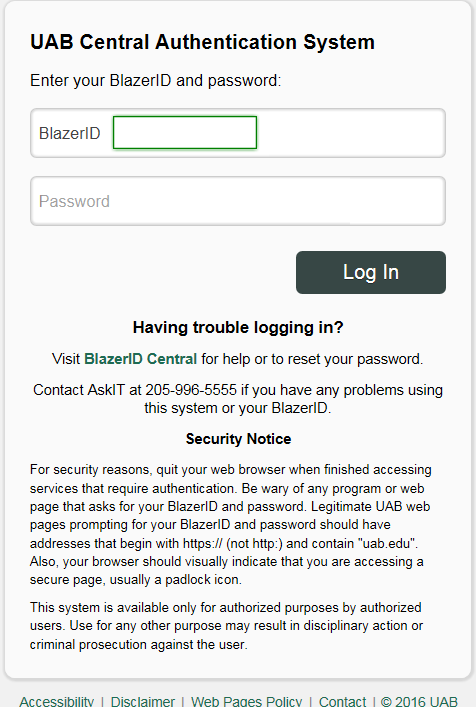 UAB Central Authentication System
Enter your BlazerID and password:
BlazerID
Password
Log In
Having trouble logging in?
Visit BlazerID Central for help or to reset your password.
Contact AskIT at 205-996-5555 if you have any problems using
this system or your BlazerID.
Security Notice
For security reasons, quit your web browser when finished accessing
services that require authentication. Be wary of any program or web
page that asks for your BlazerID and password. Legitimate UAB web
pages prompting for your BlazerID and password should have
addresses that begin with https:// (not http:) and contain "uab.edu".
Also, your browser should visually indicate that you are accessing a
secure page, usually a padlock icon.
This system is available only for authorized purposes by authorized
users. Use for any other purpose may result in disciplinary action or
criminal prosecution against the user.
Accessibility | Disclaimer | Web Pages Policy | Contact | © 2016 UAB